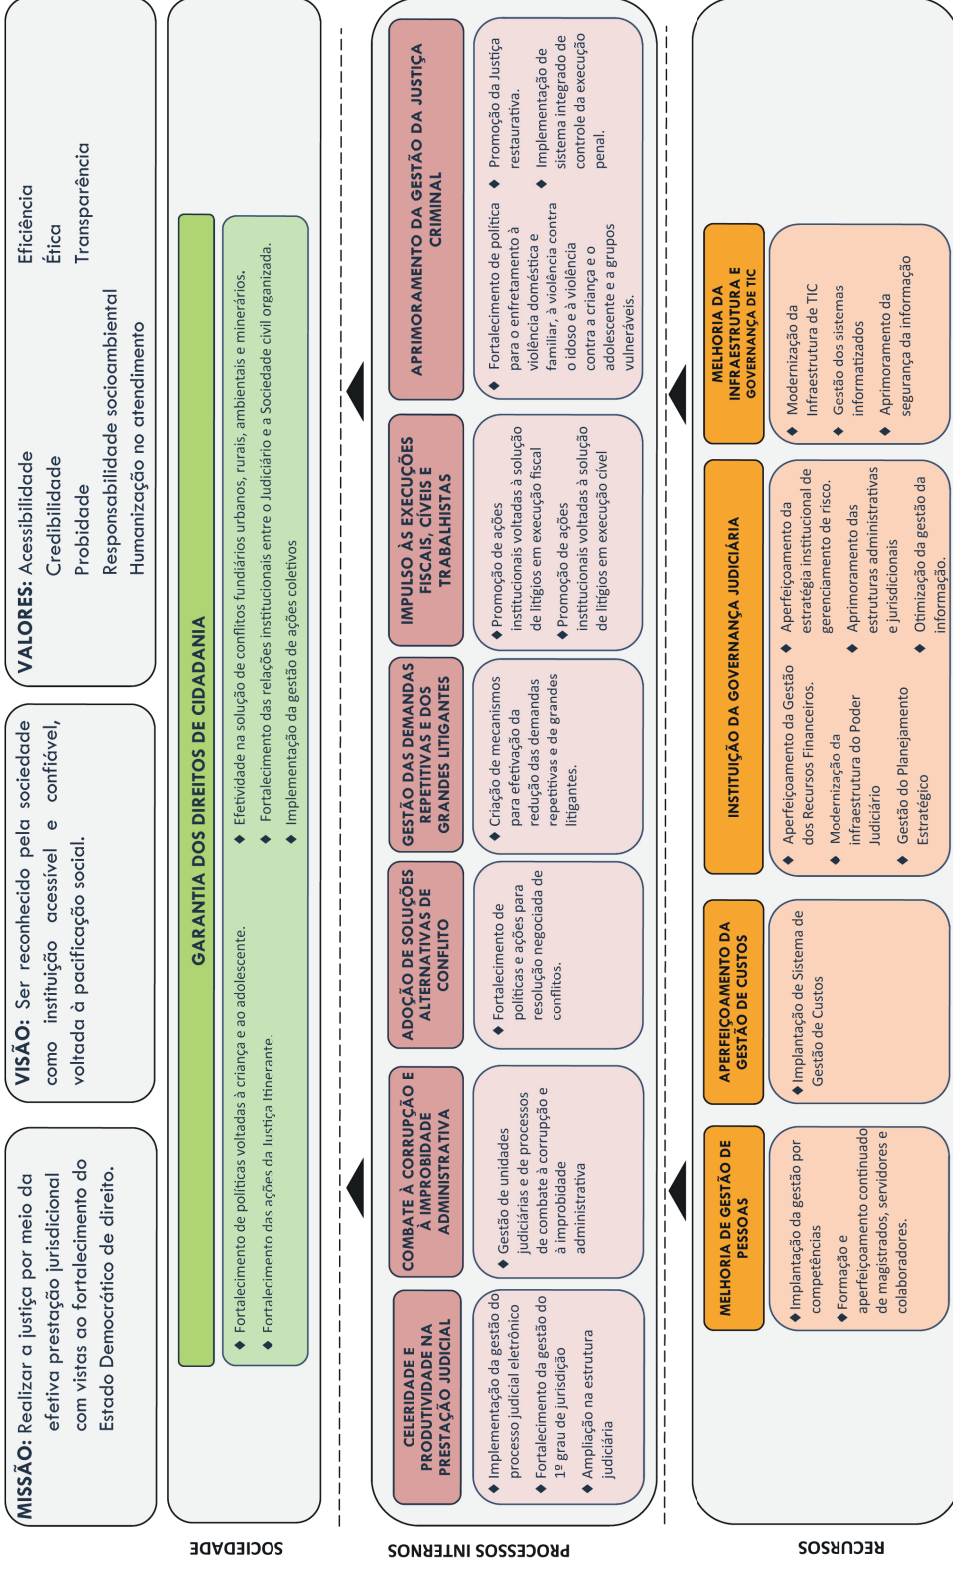 MISSÃO: Realizar a justiça por meio da
efetiva prestação jurisdicional
com vistas ao fortalecimento do
Estado Democrático de direito.
VISÃO: Ser reconhecido pela sociedade
como instituição acessível e confiável,
voltada à pacificação social.
VALORES: Acessibilidade
Credibilidade
Probidade
Responsabilidade socioambiental
Humanização no atendimento
Eficiência
Ética
Transparência
SOCIEDADE
GARANTIA DOS DIREITOS DE CIDADANIA
♦ Fortalecimento de políticas voltadas à criança e ao adolescente.
♦ Fortalecimento das ações da Justiça Itinerante.
♦ Efetividade na solução de conflitos fundiários urbanos, rurais, ambientais e minerários.
♦ Fortalecimento das relações institucionais entre o Judiciário e a Sociedade civil organizada.
♦ Implementação da gestão de ações coletivos
PROCESSOS INTERNOS
CELERIDADE E
PRODUTIVIDADE NA
PRESTAÇÃO JUDICIAL
♦ Implementação da gestão do
processo judicial eletrônico
♦ Fortalecimento da gestão do
1º grau de jurisdição
♦ Ampliação na estrutura
judiciária
COMBATE À CORRUPÇÃO E
À IMPROBIDADE
ADMINISTRATIVA
♦ Gestão de unidades
judiciárias e de processos
de combate à corrupção e
à improbidade
administrativa
ADOÇÃO DE SOLUÇÕES
ALTERNATIVAS DE
CONFLITO
♦ Fortalecimento de
políticas e ações para
resolução negociada de
conflitos.
GESTÃO DAS DEMANDAS
REPETITIVAS E DOS
GRANDES LITIGANTES
♦ Criação de mecanismos
para efetivação da
redução das demandas
repetitivas e de grandes
litigantes.
IMPULSO ÀS EXECUÇÕES
FISCAIS, CÍVEIS E
TRABALHISTAS
♦ Promoção de ações
institucionais voltadas à solução
de litígios em execução fiscal
♦ Promoção de ações
institucionais voltadas à solução
de litígios em execução cível
APRIMORAMENTO DA GESTÃO DA JUSTIÇA
CRIMINAL
♦ Fortalecimento de política
para o enfretamento à
violência doméstica e
familiar, à violência contra
o idoso e à violência
contra a criança e o
adolescente e a grupos
vulneráveis.
♦ Promoção da Justiça
restaurativa.
♦ Implementação de
sistema integrado de
controle da execução
penal.
RECURSOS
MELHORIA DE GESTÃO DE
PESSOAS
♦ Implantação da gestão por
competências
♦ Formação e
aperfeiçoamento continuado
de magistrados, servidores e
colaboradores.
APERFEIÇOAMENTO DA
GESTÃO DE CUSTOS
♦ Implantação de Sistema de
Gestão de Custos
INSTITUIÇÃO DA GOVERNANÇA JUDICIÁRIA
♦ Aperfeiçoamento da Gestão
dos Recursos Financeiros.
♦ Modernização da
infraestrutura do Poder
Judiciário
♦ Gestão do Planejamento
Estratégico
♦ Aperfeiçoamento da
estratégia institucional de
gerenciamento de risco.
♦ Aprimoramento das
estruturas administrativas
e jurisdicionais
♦ Otimização da gestão da
informação.
MELHORIA DA
INFRAESTRUTURA E
GOVERNANÇA DE TIC
♦ Modernização da
Infraestrutura de TIC
♦ Gestão dos sistemas
informatizados
♦ Aprimoramento da
segurança da informação